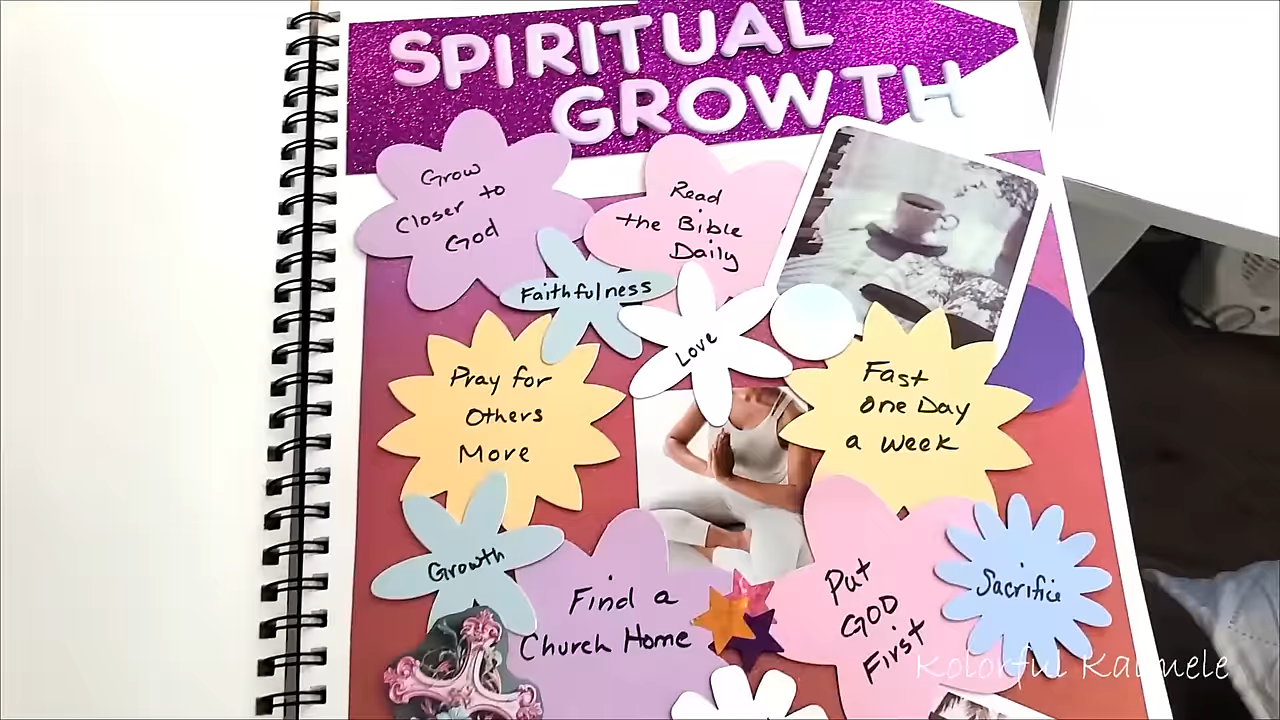 SPIRITUAL
GROWTH
Grow
Closer to
God
Read
the Bible
Daily
Faithfulness
Love
Pray for
Others
More
Fast
One Day
a Week
Growth
Find a
Church Home
Put
GOD
First
Sacrifice
Kolorful Kaimele